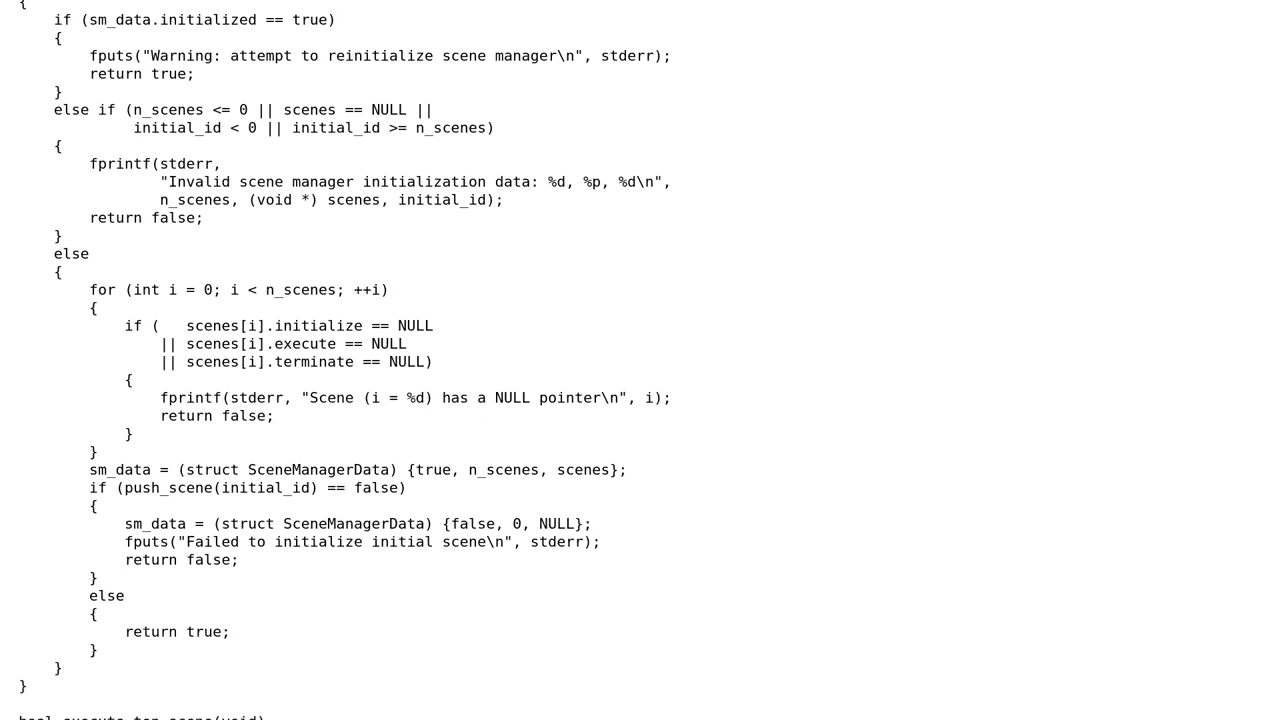 {
    if (sm_data.initialized == true)
    {
        fputs("Warning: attempt to reinitialize scene manager\n", stderr);
        return true;
    }
    else if (n_scenes <= 0 || scenes == NULL ||
             initial_id < 0 || initial_id >= n_scenes)
    {
        fprintf(stderr,
                "Invalid scene manager initialization data: %d, %p, %d\n",
                n_scenes, (void *) scenes, initial_id);
        return false;
    }
    else
    {
        for (int i = 0; i < n_scenes; ++i)
        {
            if (   scenes[i].initialize == NULL
                || scenes[i].execute == NULL
                || scenes[i].terminate == NULL)
            {
                fprintf(stderr, "Scene (i = %d) has a NULL pointer\n", i);
                return false;
            }
        }
        sm_data = (struct SceneManagerData) {true, n_scenes, scenes};
        if (push_scene(initial_id) == false)
        {
            sm_data = (struct SceneManagerData) {false, 0, NULL};
            fputs("Failed to initialize initial scene\n", stderr);
            return false;
        }
        else
        {
            return true;
        }
    }
}
bool execute_top_scene(void)